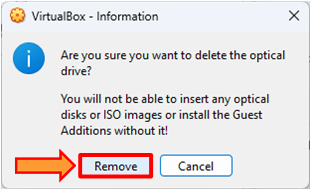 VirtualBox - Information
Are you sure you want to delete the optical
drive?
You will not be able to insert any optical
disks or ISO images or install the Guest
Additions without it!
Remove Cancel